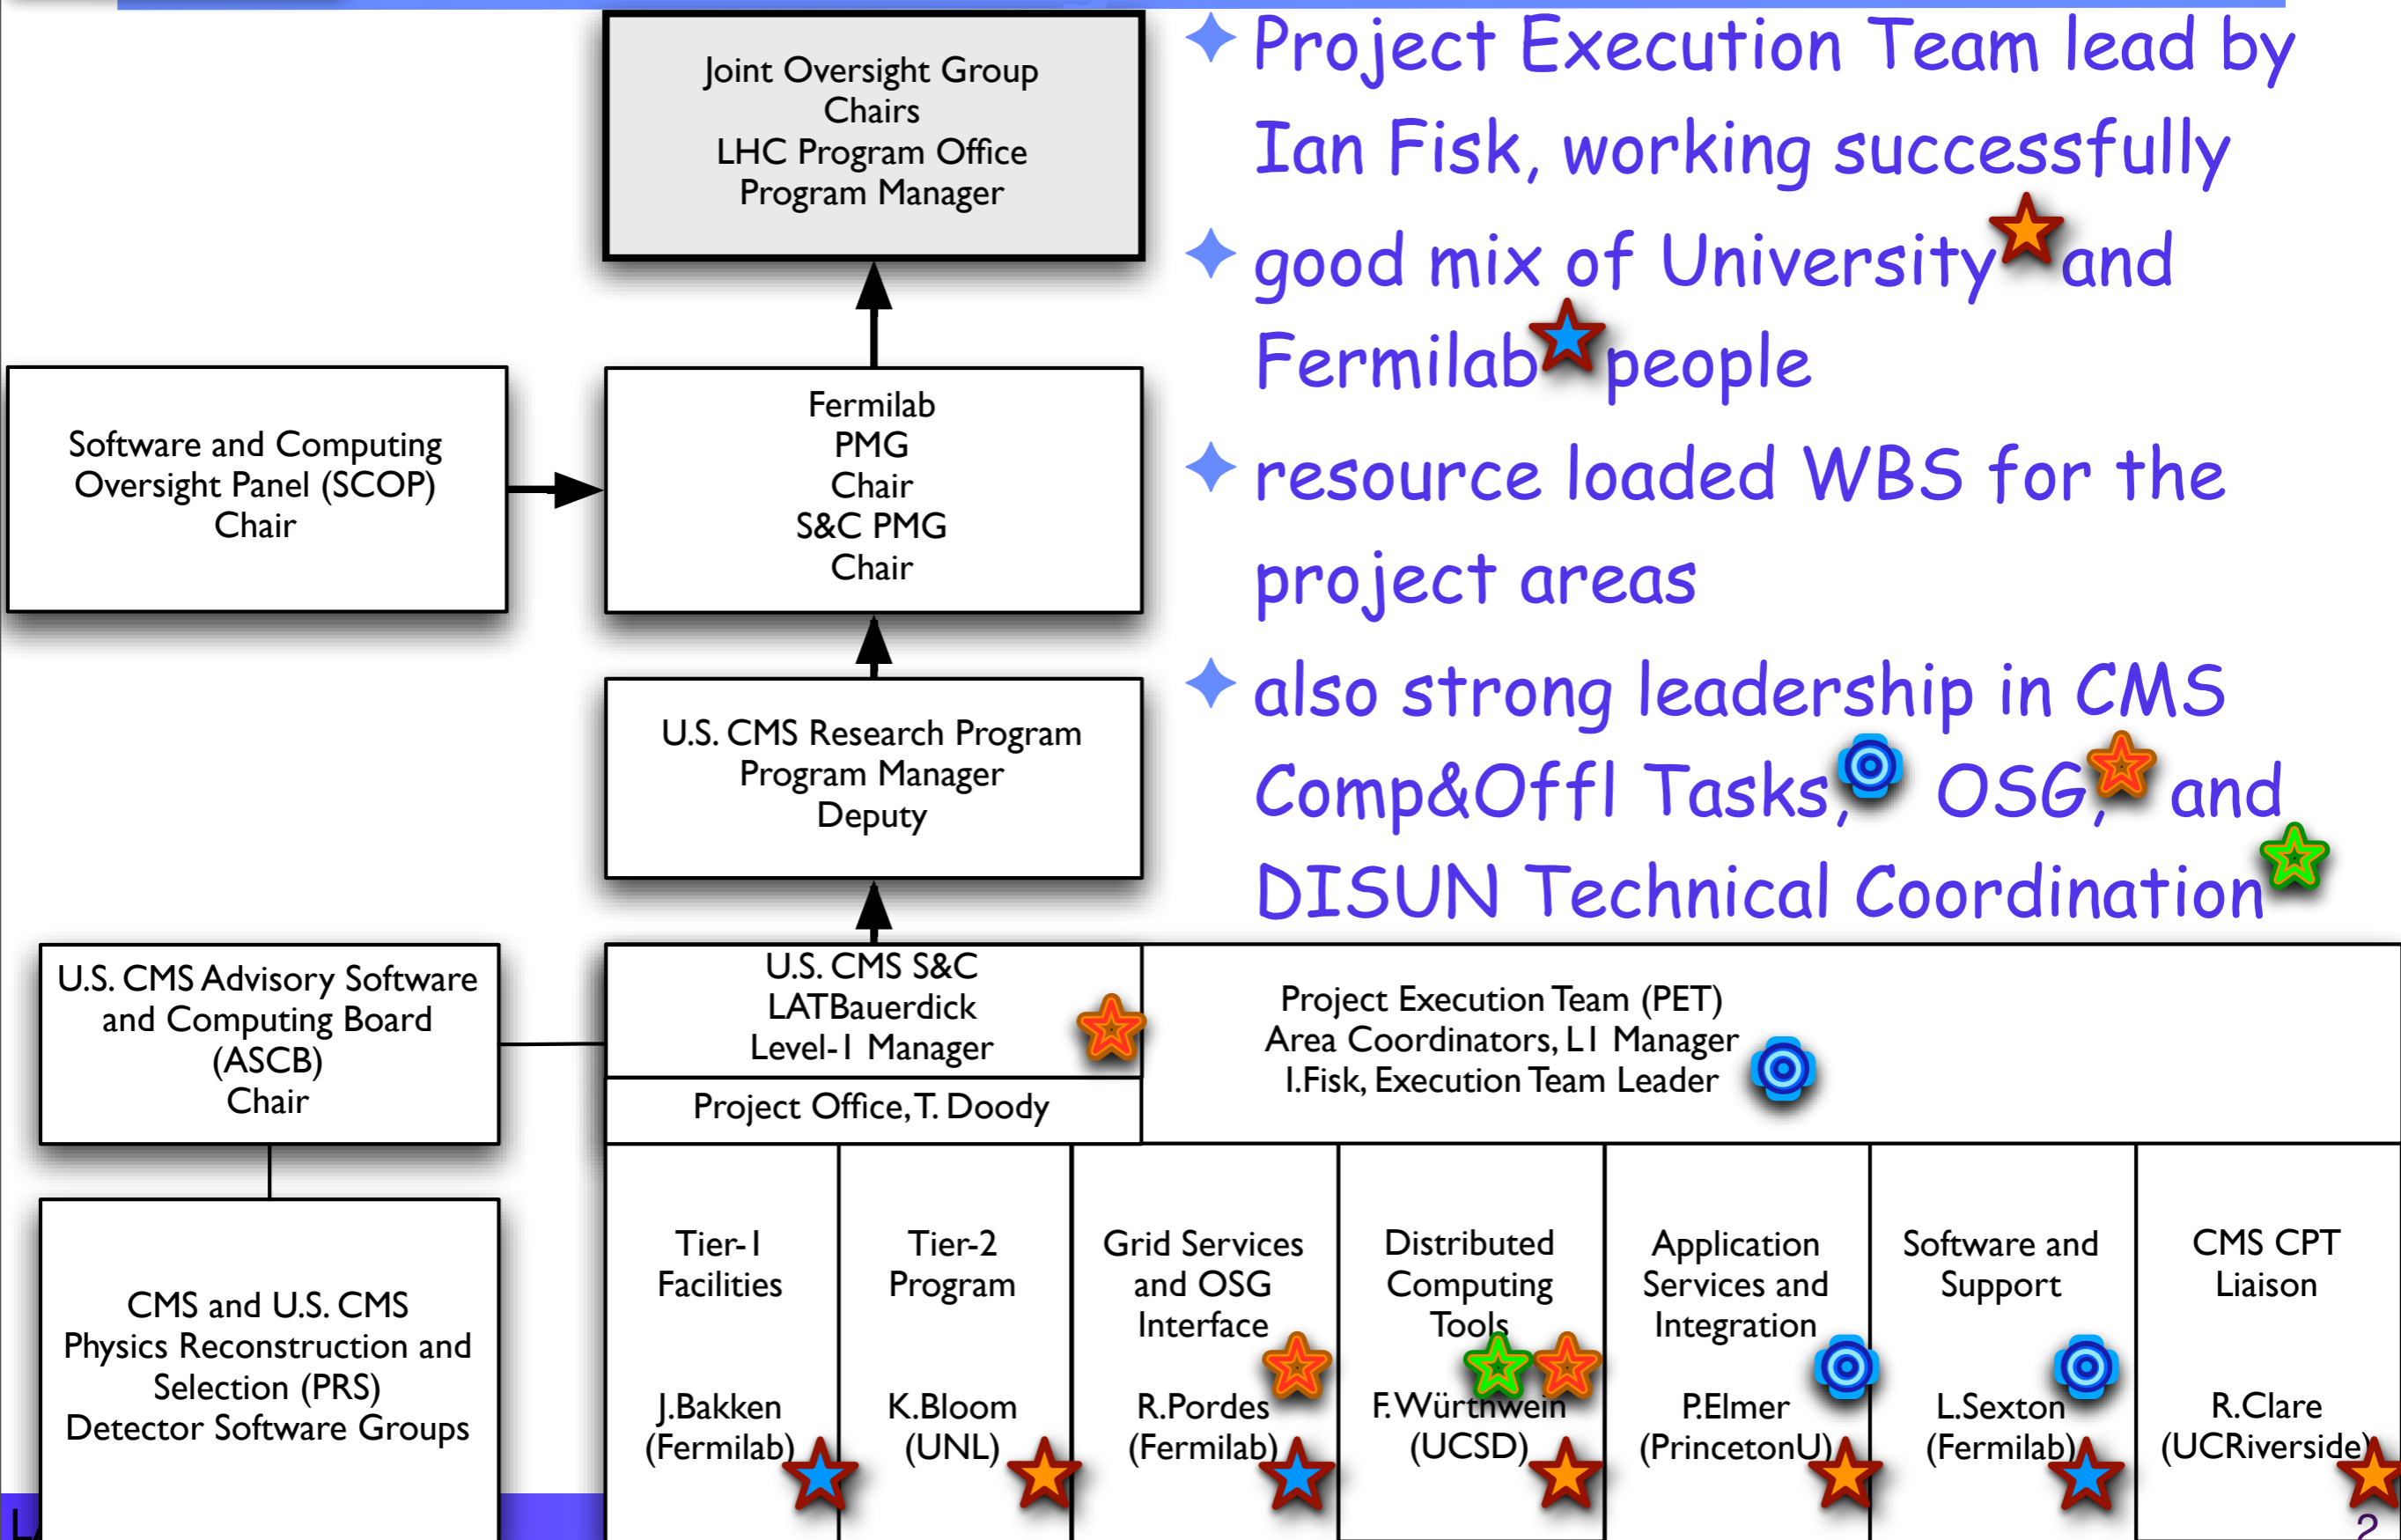 Joint Oversight Group
Chairs
LHC Program Office
Program Manager
Project Execution Team lead by
Ian Fisk, working successfully
good mix of University and
Fermilab people
resource loaded WBS for the
project areas
also strong leadership in CMS
Comp&Offl Tasks, OSG, and
DISUN Technical Coordination
Software and Computing
Oversight Panel (SCOP)
Chair
Fermilab
PMG
Chair
S&C PMG
Chair
U.S. CMS Research Program
Program Manager
Deputy
U.S. CMS Advisory Software
and Computing Board
(ASCB)
Chair
U.S. CMS S&C
LATBauerdick
Level-1 Manager
Project Office, T. Doody
Project Execution Team (PET)
Area Coordinators, L1 Manager
I.Fisk, Execution Team Leader
CMS and U.S. CMS
Physics Reconstruction and
Selection (PRS)
Detector Software Groups
Tier-1
Facilities
J.Bakken
(Fermilab)
Tier-2
Program
K.Bloom
(UNL)
Grid Services
and OSG
Interface
R.Pordes
(Fermilab)
Distributed
Computing
Tools
F.Würthwein
(UCSD)
Application
Services and
Integration
P.Elmer
(PrincetonU)
Software and
Support
L.Sexton
(Fermilab)
CMS CPT
Liaison
R.Clare
(UCRiverside)
2